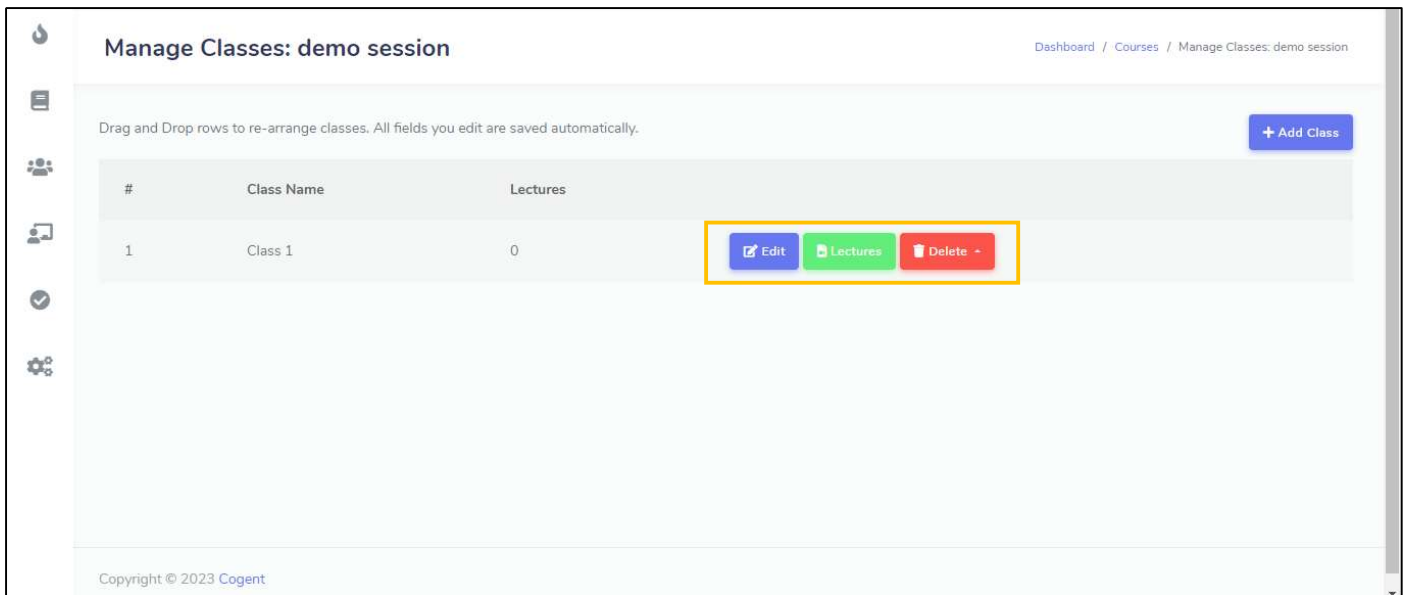 Manage Classes: demo session
Dashboard / Courses / Manage Classes: demo session
Drag and Drop rows to re-arrange classes. All fields you edit are saved automatically.
+ Add Class
# Class Name Lectures
1 Class 1 0 Edit Lectures Delete
Copyright © 2023 Cogent